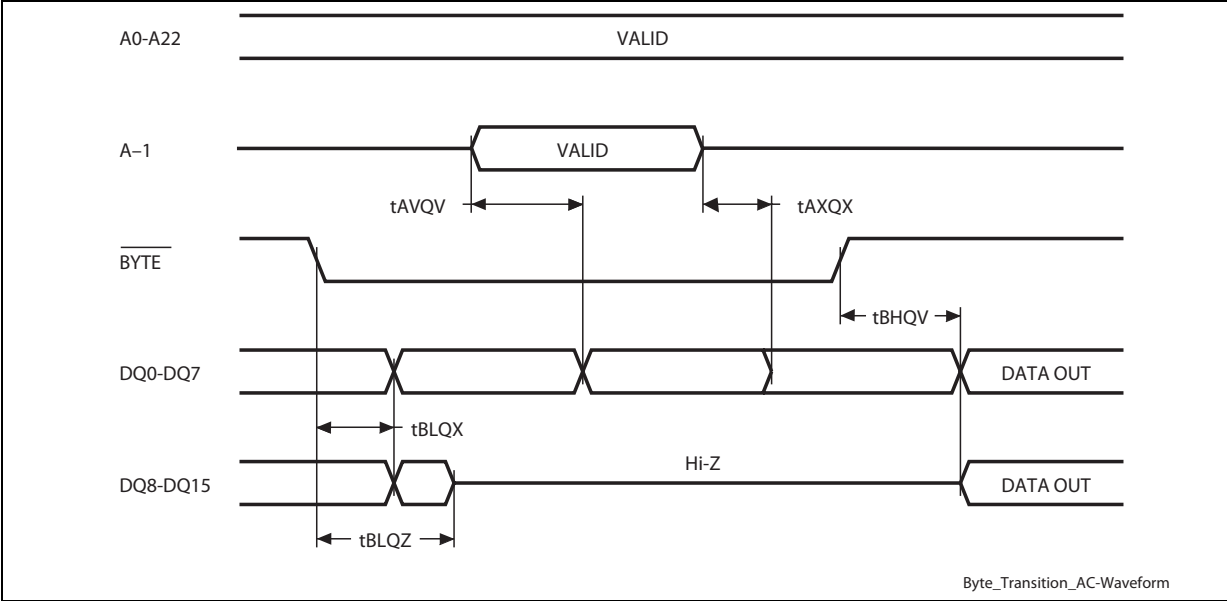 A0-A22 VALID
A–1 VALID
tAVQV tAXQX
BYTE
tBHQV
DQ0-DQ7 DATA OUT
tBLQX
Hi-Z
DQ8-DQ15 DATA OUT
tBLQZ
Byte_Transition_AC-Waveform